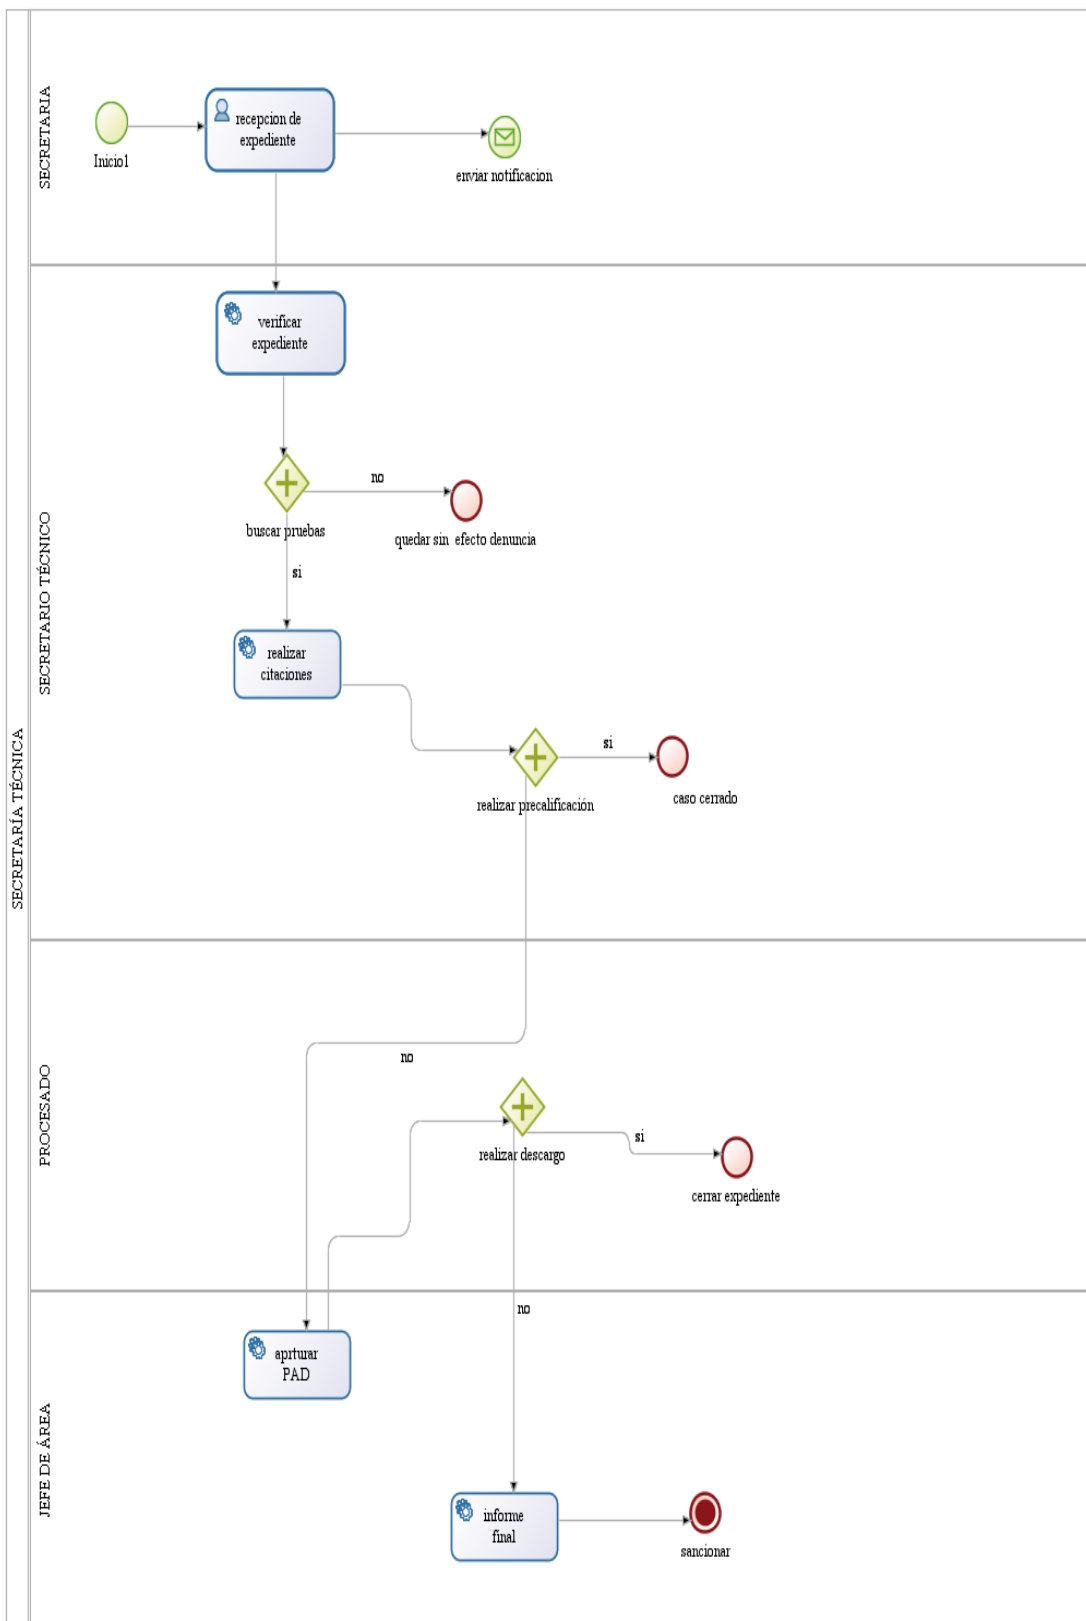 SECRETARÍA TÉCNICA
SECRETARIA
Inicio1
recepcion de
expediente
enviar notificacion
SECRETARIO TÉCNICO
verificar
expediente
no
buscar pruebas
quedar sin efecto denuncia
si
realizar
citaciones
si
realizar precalificación
caso cerrado
PROCESADO
no
realizar descargo
si
cerrar expediente
JEFE DE ÁREA
no
aprturar
PAD
informe
final
sancionar